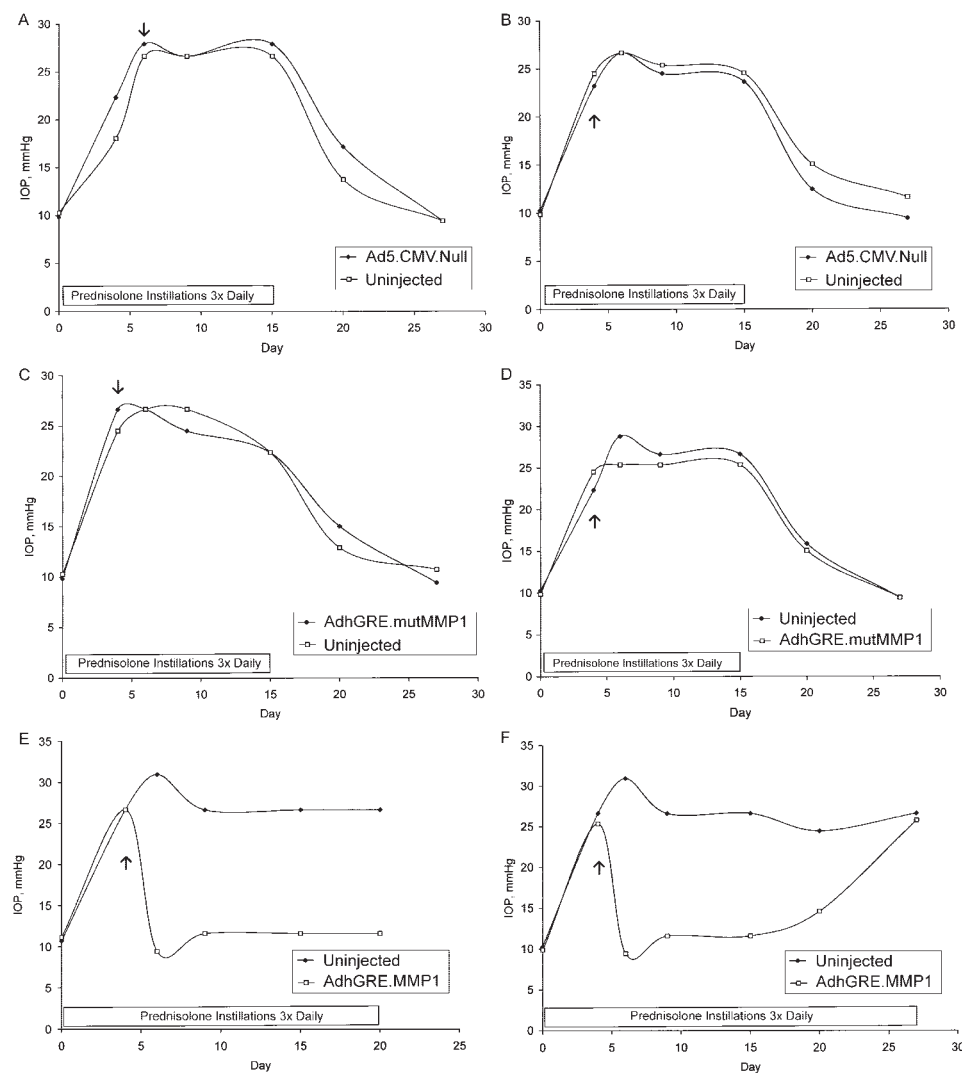 A
30
25
20
15
10
5
0
IOP, mmHg
Ad5.CMV.Null
Uninjected
Prednisolone Instillations 3x Daily
0 5 10 15 20 25 30
Day
B
30
25
20
15
10
5
0
IOP, mmHg
Ad5.CMV.Null
Uninjected
Prednisolone Instillations 3x Daily
0 5 10 15 20 25 30
Day
C
30
25
20
15
10
5
0
IOP, mmHg
AdhGRE.mutMMP1
Uninjected
Prednisolone Instillations 3x Daily
0 5 10 15 20 25 30
Day
D
35
30
25
20
15
10
5
0
IOP, mmHg
Uninjected
AdhGRE.mutMMP1
Prednisolone Instillations 3x Daily
0 5 10 15 20 25 30
Day
E
35
30
25
20
15
10
5
0
IOP, mmHg
Uninjected
AdhGRE.MMP1
Prednisolone Instillations 3x Daily
0 5 10 15 20 25
Day
F
35
30
25
20
15
10
5
0
IOP, mmHg
Uninjected
AdhGRE.MMP1
Prednisolone Instillations 3x Daily
0 5 10 15 20 25 30
Day